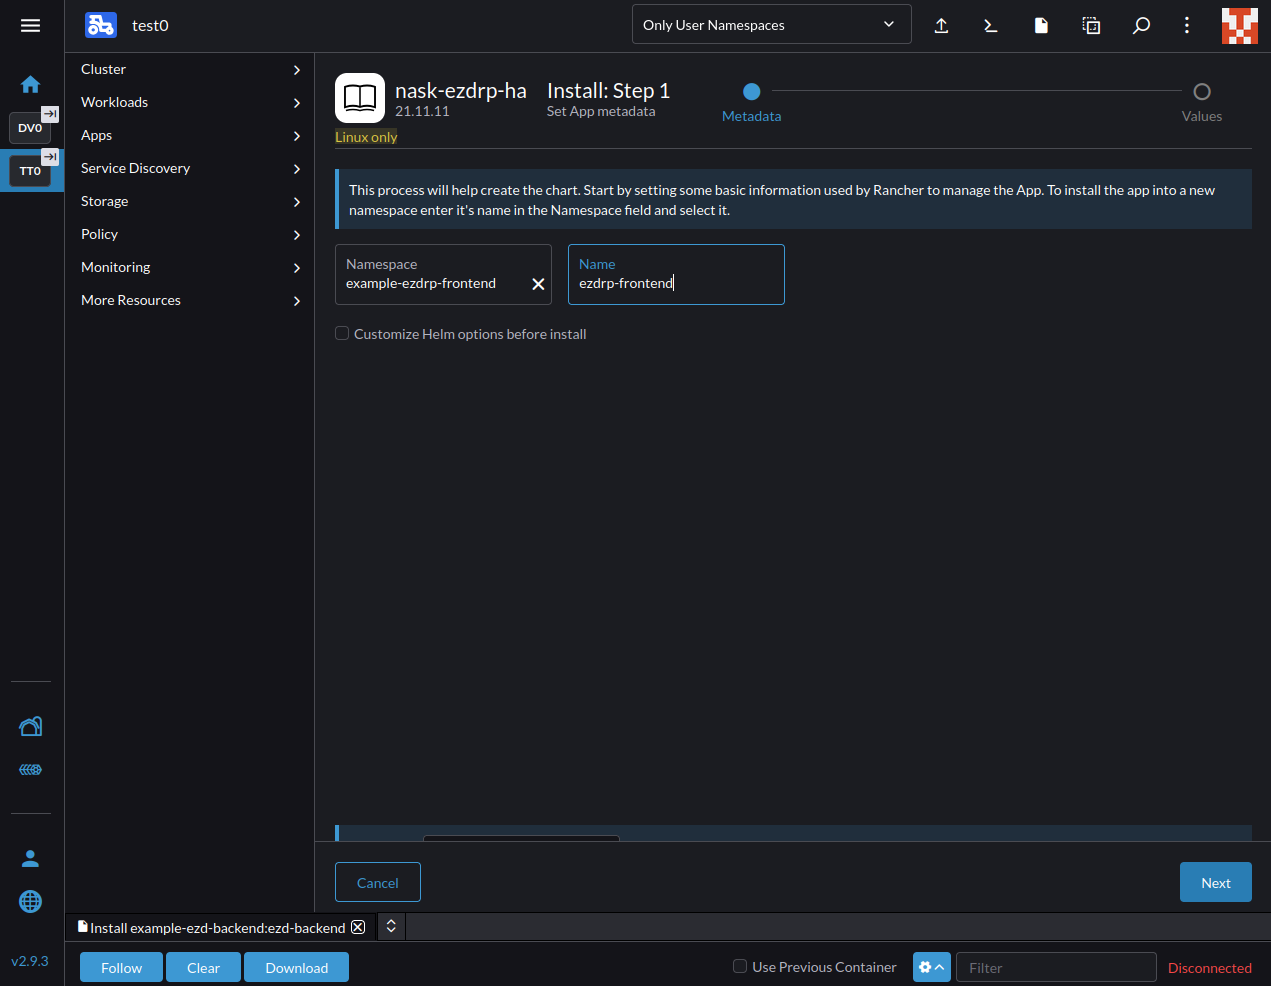 test0
Only User Namespaces
DV0
TT0
Cluster
Workloads
Apps
Service Discovery
Storage
Policy
Monitoring
More Resources
nask-ezdrp-ha
21.11.11
Linux only
Install: Step 1
Set App metadata
Metadata
Values
This process will help create the chart. Start by setting some basic information used by Rancher to manage the App. To install the app into a new
namespace enter it's name in the Namespace field and select it.
Namespace
example-ezdrp-frontend
Name
ezdrp-frontend
Customize Helm options before install
Cancel
Next
Install example-ezd-backend:ezd-backend
v2.9.3
Follow
Clear
Download
Use Previous Container
Filter
Disconnected